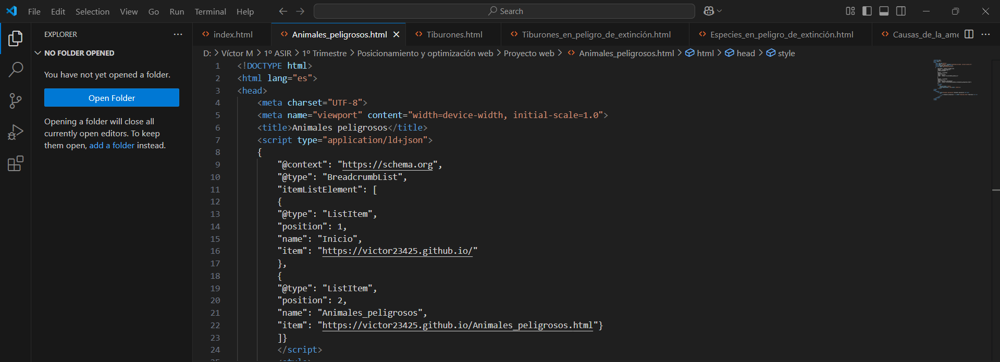 File Edit Selection View Go Run Terminal Help Search
EXPLORER
NO FOLDER OPENED
You have not yet opened a folder.
Open Folder
Opening a folder will close all
currently open editors. To keep
them open, add a folder instead.
index.html Animales_peligrosos.html Tiburones.html Tiburones_en_peligro_de_extinción.html Especies_en_peligro_de_extinción.html Causas_de_la_ame
D: > Víctor M > 1º ASIR > 1º Trimestre > Posicionamiento y optimización web > Proyecto web > Animales_peligrosos.html > html > head > style
1 <!DOCTYPE html>
2 <html lang="es">
3 <head>
4 <meta charset="UTF-8">
5 <meta name="viewport" content="width=device-width, initial-scale=1.0">
6 <title>Animales peligrosos</title>
7 <script type="application/ld+json">
8 {
9 "@context": "https://schema.org",
10 "@type": "BreadcrumbList",
11 "itemListElement": [
12 {
13 "@type": "ListItem",
14 "position": 1,
15 "name": "Inicio",
16 "item": "https://victor23425.github.io/"
17 },
18 {
19 "@type": "ListItem",
20 "position": 2,
21 "name": "Animales_peligrosos",
22 "item": "https://victor23425.github.io/Animales_peligrosos.html"}
23 ]}
24 </script>
25 <style>